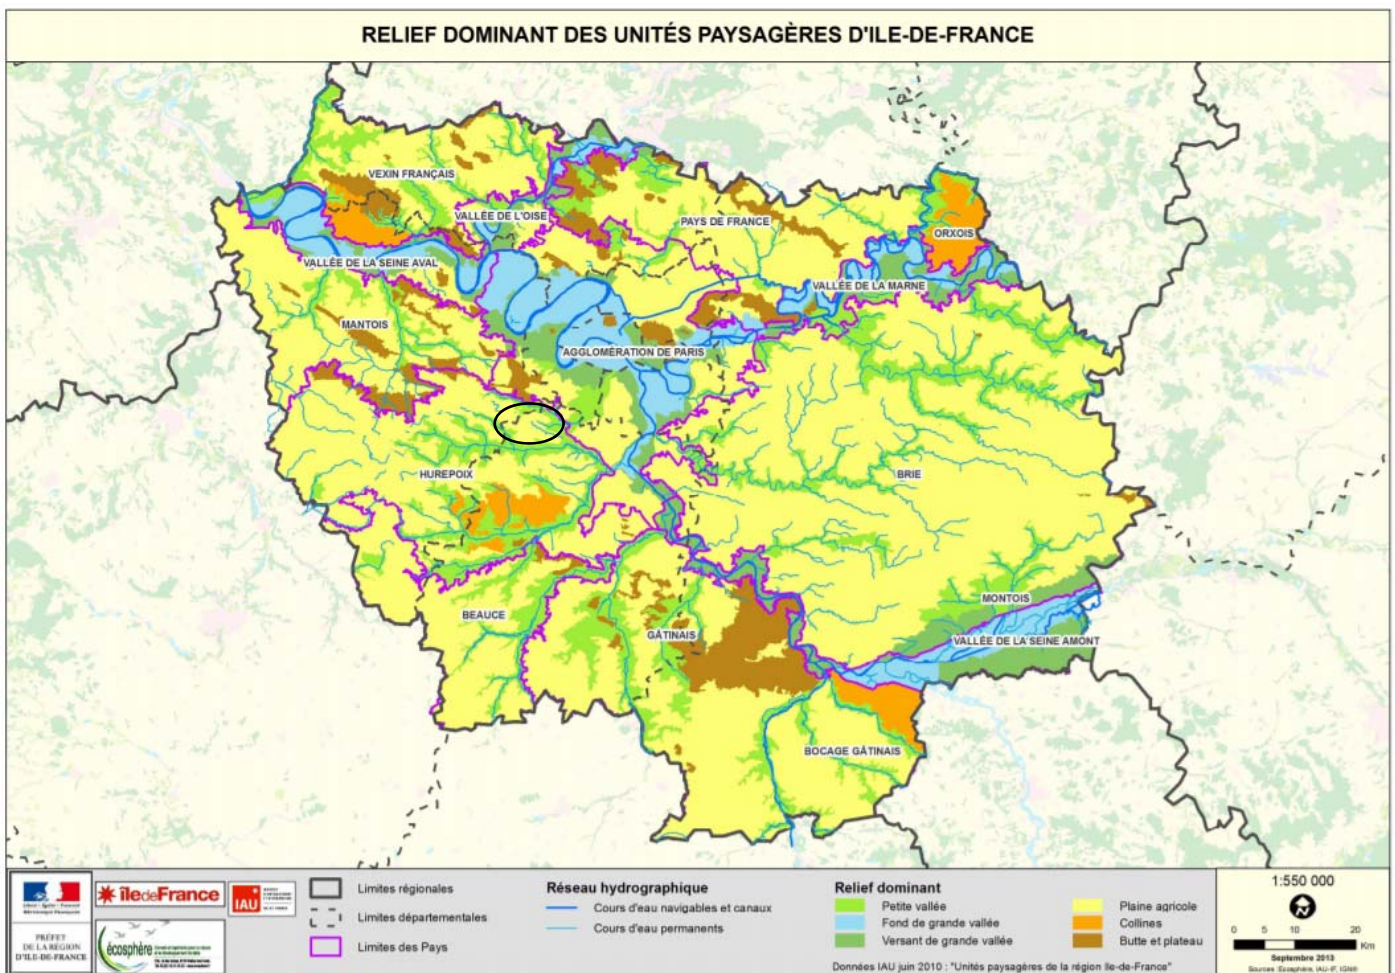 RELIEF DOMINANT DES UNITÉS PAYSAGÈRES D'ILE-DE-FRANCE
VEXIN FRANÇAIS
VALLÉE DE L'OISE
PAYS DE FRANCE
ORXOIS
VALLÉE DE LA SEINE AVAL
VALLÉE DE LA MARNE
MANTOIS
AGGLOMÉRATION DE PARIS
HUREPOIX
BRIE
MONTOIS
BEAUCE
GÂTINAIS
VALLÉE DE LA SEINE AMONT
BOCAGE GÂTINAIS
îledeFrance
IAU
PRÉFET
DE LA RÉGION
D'ILE-DE-FRANCE
écosphère
Limites régionales
Limites départementales
Limites des Pays
Réseau hydrographique
Cours d'eau navigables et canaux
Cours d'eau permanents
Relief dominant
Petite vallée
Fond de grande vallée
Versant de grande vallée
Plaine agricole
Collines
Butte et plateau
Données IAU juin 2010 : "Unités paysagères de la région Ile-de-France"
1:550 000
0 5 10 20
Km
Septembre 2013
Sources : Ecosphère, IAU-IF, IGN®